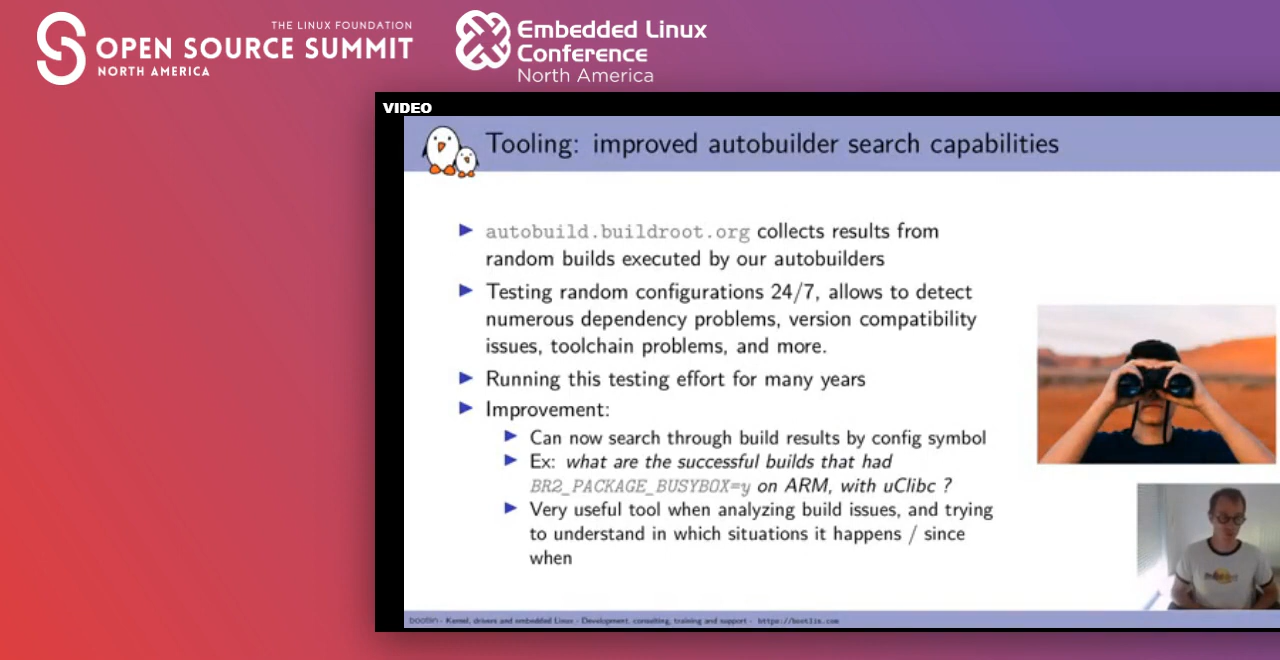 THE LINUX FOUNDATION
OPEN SOURCE SUMMIT
NORTH AMERICA
Embedded Linux
Conference
North America
VIDEO
Tooling: improved autobuilder search capabilities
autobuild.buildroot.org collects results from
random builds executed by our autobuilders
Testing random configurations 24/7, allows to detect
numerous dependency problems, version compatibility
issues, toolchain problems, and more.
Running this testing effort for many years
Improvement:
Can now search through build results by config symbol
Ex: what are the successful builds that had
BR2_PACKAGE_BUSYBOX=y on ARM, with uClibc ?
Very useful tool when analyzing build issues, and trying
to understand in which situations it happens / since
when
bootlin - Kernel, drivers and embedded Linux - Development, consulting, training and support - https://bootlin.com